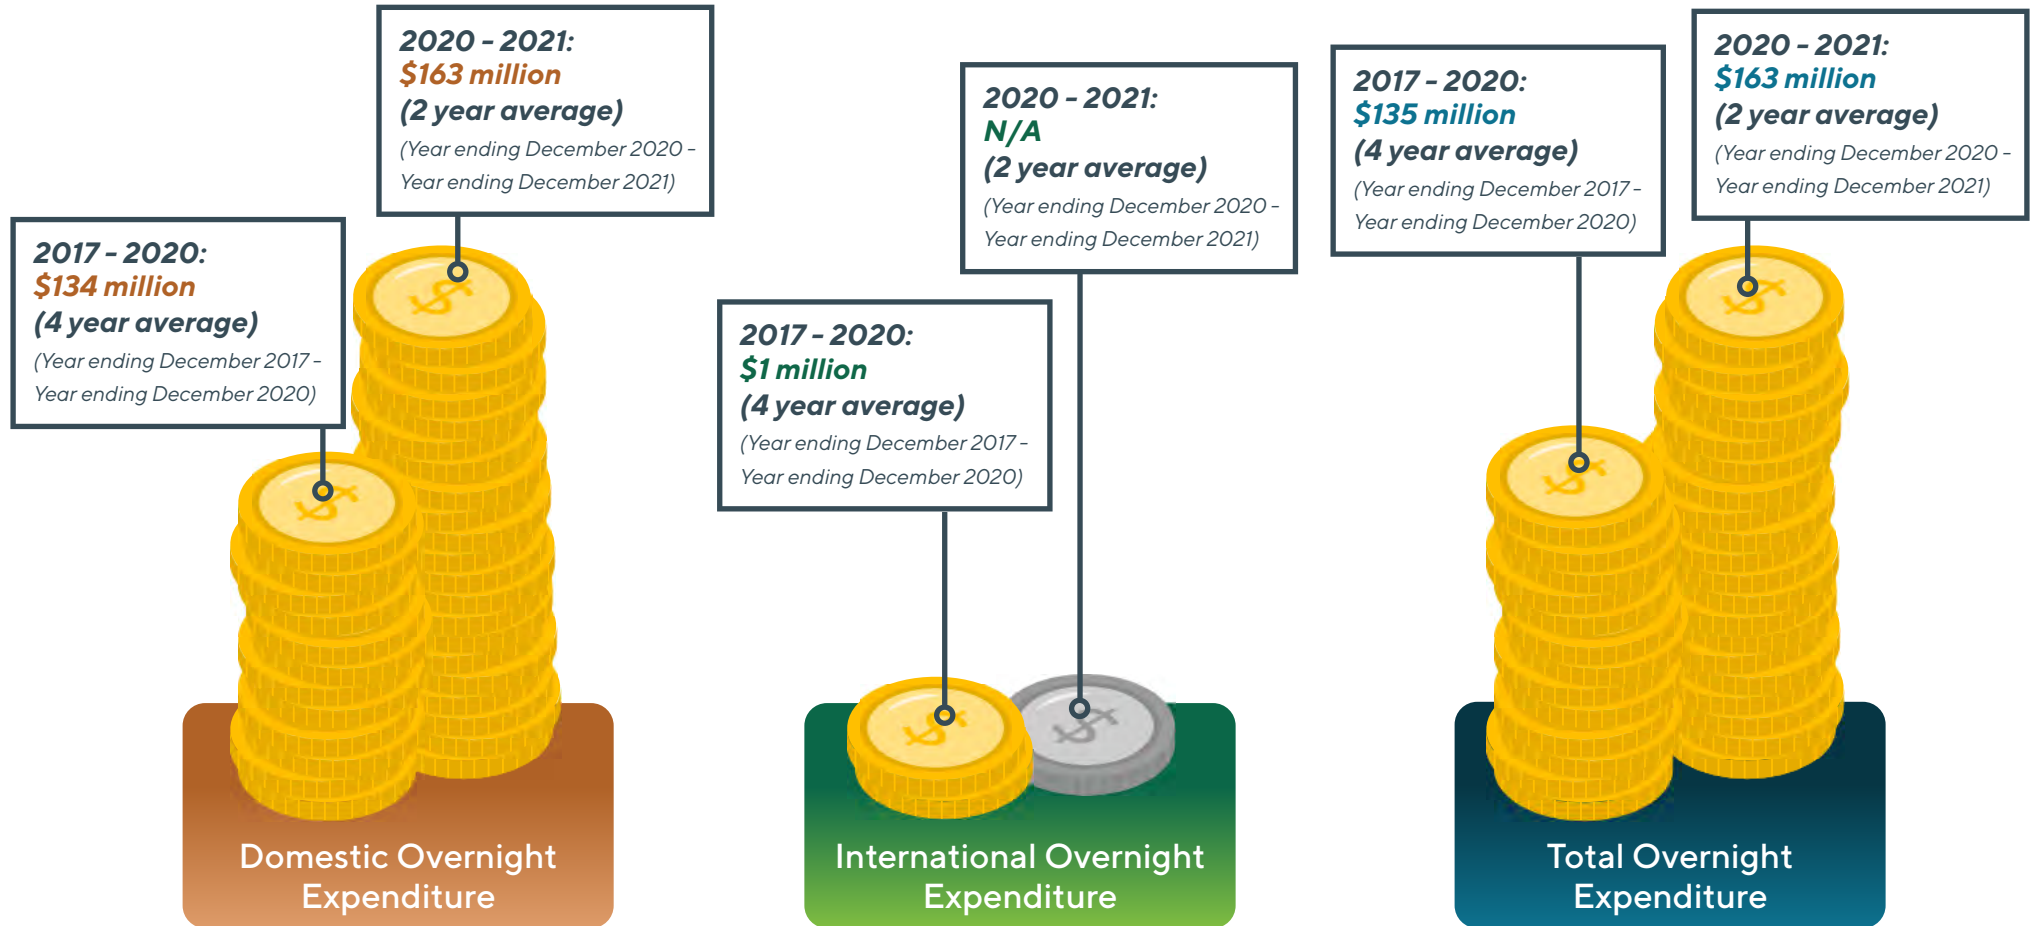 2017 - 2020:
$134 million
(4 year average)
(Year ending December 2017 -
Year ending December 2020)
2020 - 2021:
$163 million
(2 year average)
(Year ending December 2020 -
Year ending December 2021)
Domestic Overnight
Expenditure
2017 - 2020:
$1 million
(4 year average)
(Year ending December 2017 -
Year ending December 2020)
2020 - 2021:
N/A
(2 year average)
(Year ending December 2020 -
Year ending December 2021)
International Overnight
Expenditure
2017 - 2020:
$135 million
(4 year average)
(Year ending December 2017 -
Year ending December 2020)
2020 - 2021:
$163 million
(2 year average)
(Year ending December 2020 -
Year ending December 2021)
Total Overnight
Expenditure